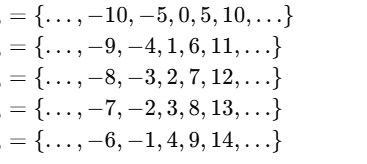 = {..., −10, −5, 0, 5, 10, ...}
= {..., −9, −4, 1, 6, 11, ...}
= {..., −8, −3, 2, 7, 12, ...}
= {..., −7, −2, 3, 8, 13, ...}
= {..., −6, −1, 4, 9, 14, ...}